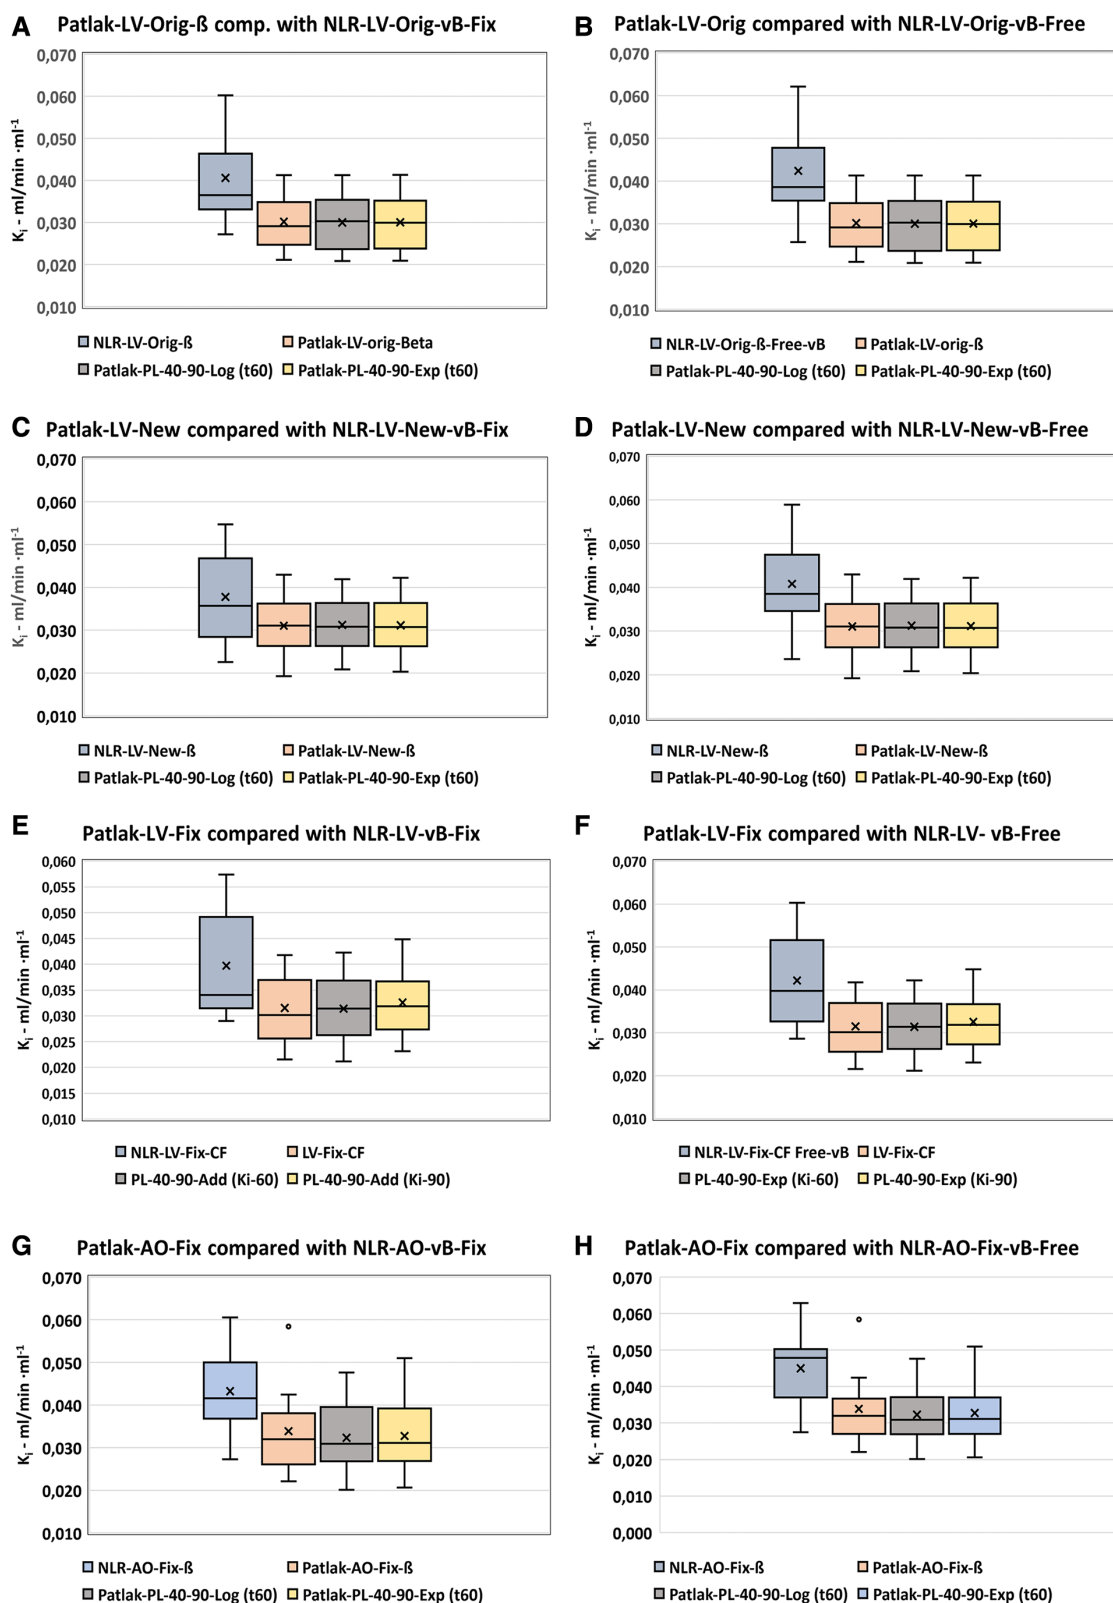 A Patlak-LV-Orig-ß comp. with NLR-LV-Orig-vB-Fix
0,070
0,060
0,050
0,040
0,030
0,020
0,010
Ki - ml/min ·ml-1
NLR-LV-Orig-ß Patlak-LV-orig-Beta
Patlak-PL-40-90-Log (t60) Patlak-PL-40-90-Exp (t60)
B Patlak-LV-Orig compared with NLR-LV-Orig-vB-Free
0,070
0,060
0,050
0,040
0,030
0,020
0,010
Ki - ml/min ·ml-1
NLR-LV-Orig-ß-Free-vB Patlak-LV-orig-ß
Patlak-PL-40-90-Log (t60) Patlak-PL-40-90-Exp (t60)
C Patlak-LV-New compared with NLR-LV-New-vB-Fix
0,070
0,060
0,050
0,040
0,030
0,020
0,010
Ki - ml/min ·ml-1
NLR-LV-New-ß Patlak-LV-New-ß
Patlak-PL-40-90-Log (t60) Patlak-PL-40-90-Exp (t60)
D Patlak-LV-New compared with NLR-LV-New-vB-Free
0,070
0,060
0,050
0,040
0,030
0,020
0,010
Ki - ml/min ·ml-1
NLR-LV-New-ß Patlak-LV-New-ß
Patlak-PL-40-90-Log (t60) Patlak-PL-40-90-Exp (t60)
E Patlak-LV-Fix compared with NLR-LV-vB-Fix
0,060
0,055
0,050
0,045
0,040
0,035
0,030
0,025
0,020
0,015
0,010
Ki - ml/min ·ml-1
NLR-LV-Fix-CF LV-Fix-CF
PL-40-90-Add (Ki-60) PL-40-90-Add (Ki-90)
F Patlak-LV-Fix compared with NLR-LV- vB-Free
0,070
0,060
0,050
0,040
0,030
0,020
0,010
Ki - ml/min ·ml-1
NLR-LV-Fix-CF Free-vB LV-Fix-CF
PL-40-90-Exp (Ki-60) PL-40-90-Exp (Ki-90)
G Patlak-AO-Fix compared with NLR-AO-vB-Fix
0,070
0,060
0,050
0,040
0,030
0,020
0,010
Ki - ml/min ·ml-1
NLR-AO-Fix-ß Patlak-AO-Fix-ß
Patlak-PL-40-90-Log (t60) Patlak-PL-40-90-Exp (t60)
H Patlak-AO-Fix compared with NLR-AO-Fix-vB-Free
0,070
0,060
0,050
0,040
0,030
0,020
0,010
0,000
Ki - ml/min ·ml-1
NLR-AO-Fix-ß Patlak-AO-Fix-ß
Patlak-PL-40-90-Log (t60) Patlak-PL-40-90-Exp (t60)